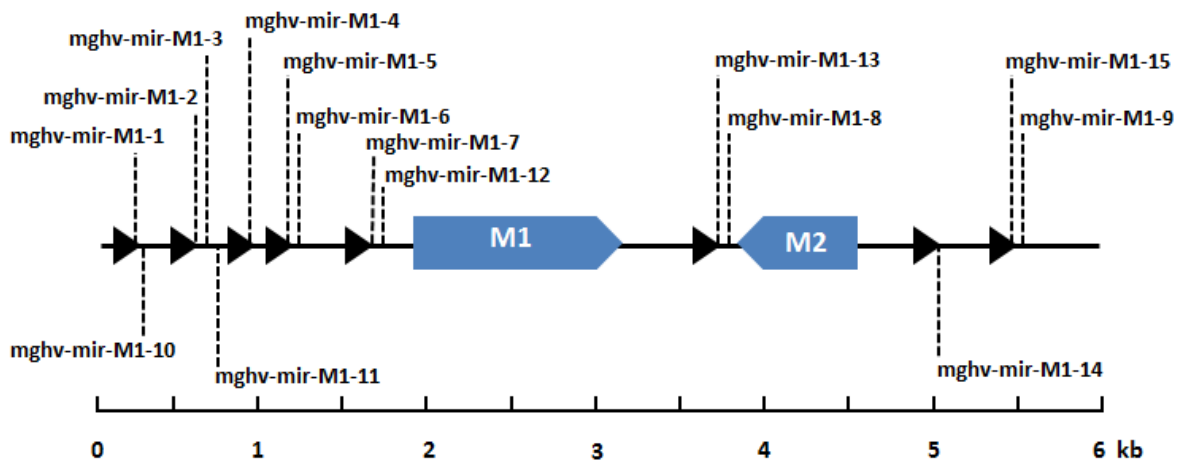 mghv-mir-M1-4
mghv-mir-M1-3
mghv-mir-M1-5
mghv-mir-M1-13
mghv-mir-M1-15
mghv-mir-M1-2
mghv-mir-M1-6
mghv-mir-M1-8
mghv-mir-M1-9
mghv-mir-M1-1
mghv-mir-M1-7
mghv-mir-M1-12
M1
M2
mghv-mir-M1-10
mghv-mir-M1-11
mghv-mir-M1-14
0 1 2 3 4 5 6 kb